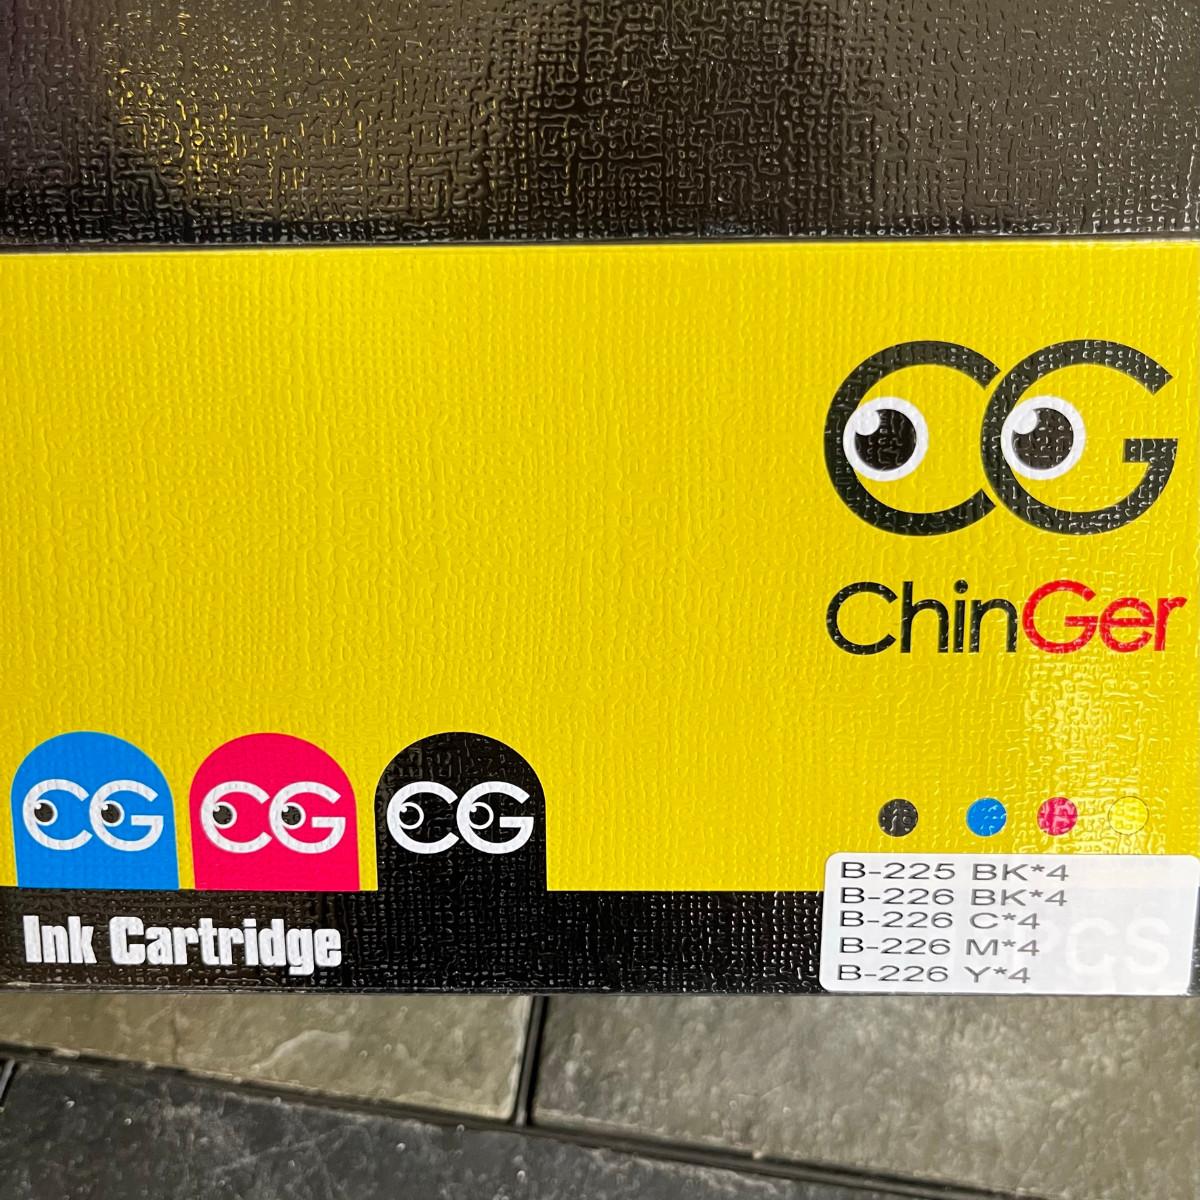 CG
ChinGer
CG CG CG
Ink Cartridge
B-225 BK*4
B-226 BK*4
B-226 C*4
B-226 M*4
B-226 Y*4
PCS